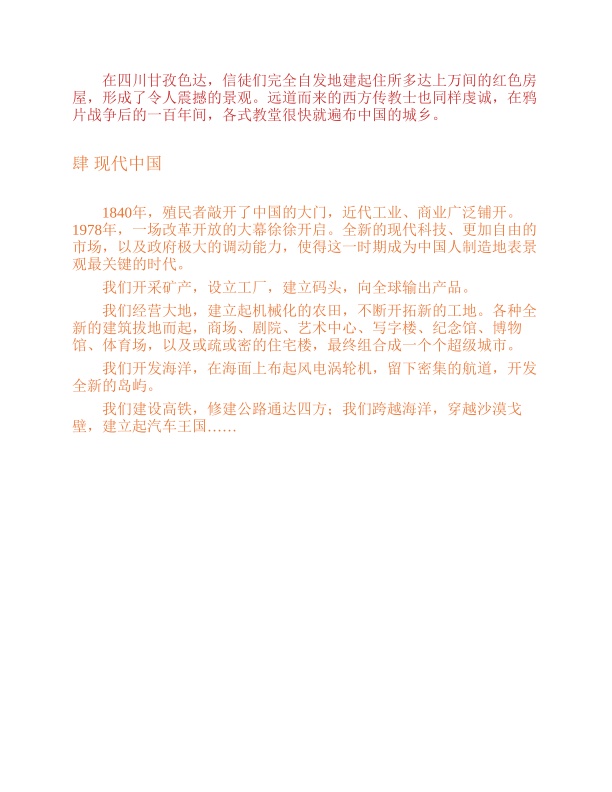 在四川甘孜色达，信徒们完全自发地建起住所多达上万间的红色房
屋，形成了令人震撼的景观。远道而来的西方传教士也同样虔诚，在鸦
片战争后的一百年间，各式教堂很快就遍布中国的城乡。
肆 现代中国
1840年，殖民者敲开了中国的大门，近代工业、商业广泛铺开。
1978年，一场改革开放的大幕徐徐开启。全新的现代科技、更加自由的
市场，以及政府极大的调动能力，使得这一时期成为中国人制造地表景
观最关键的时代。
我们开采矿产，设立工厂，建立码头，向全球输出产品。
我们经营大地，建立起机械化的农田，不断开拓新的工地。各种全
新的建筑拔地而起，商场、剧院、艺术中心、写字楼、纪念馆、博物
馆、体育场，以及或疏或密的住宅楼，最终组合成一个个超级城市。
我们开发海洋，在海面上布起风电涡轮机，留下密集的航道，开发
全新的岛屿。
我们建设高铁，修建公路通达四方；我们跨越海洋，穿越沙漠戈
壁，建立起汽车王国……